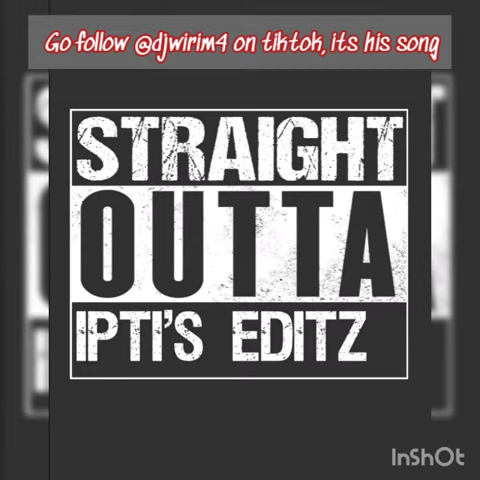 Go follow @djwirim4 on tiktok, its his song
STRAIGHT
OUTTA
IPTI'S EDITZ
InShOt